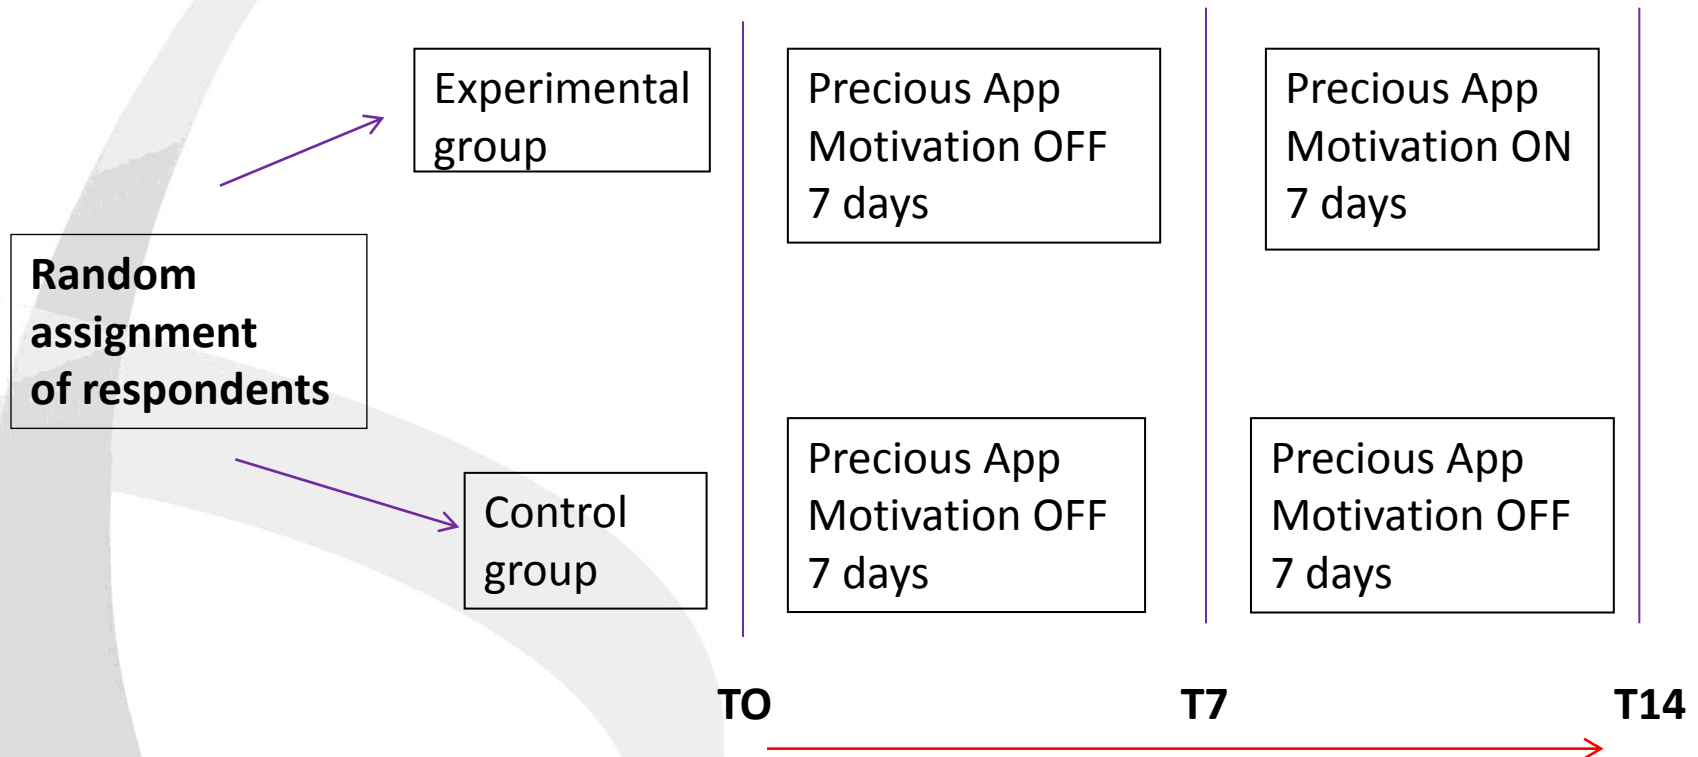 Random
assignment
of respondents
Experimental
group
Precious App
Motivation OFF
7 days
Precious App
Motivation ON
7 days
Control
group
Precious App
Motivation OFF
7 days
Precious App
Motivation OFF
7 days
TO
T7
T14